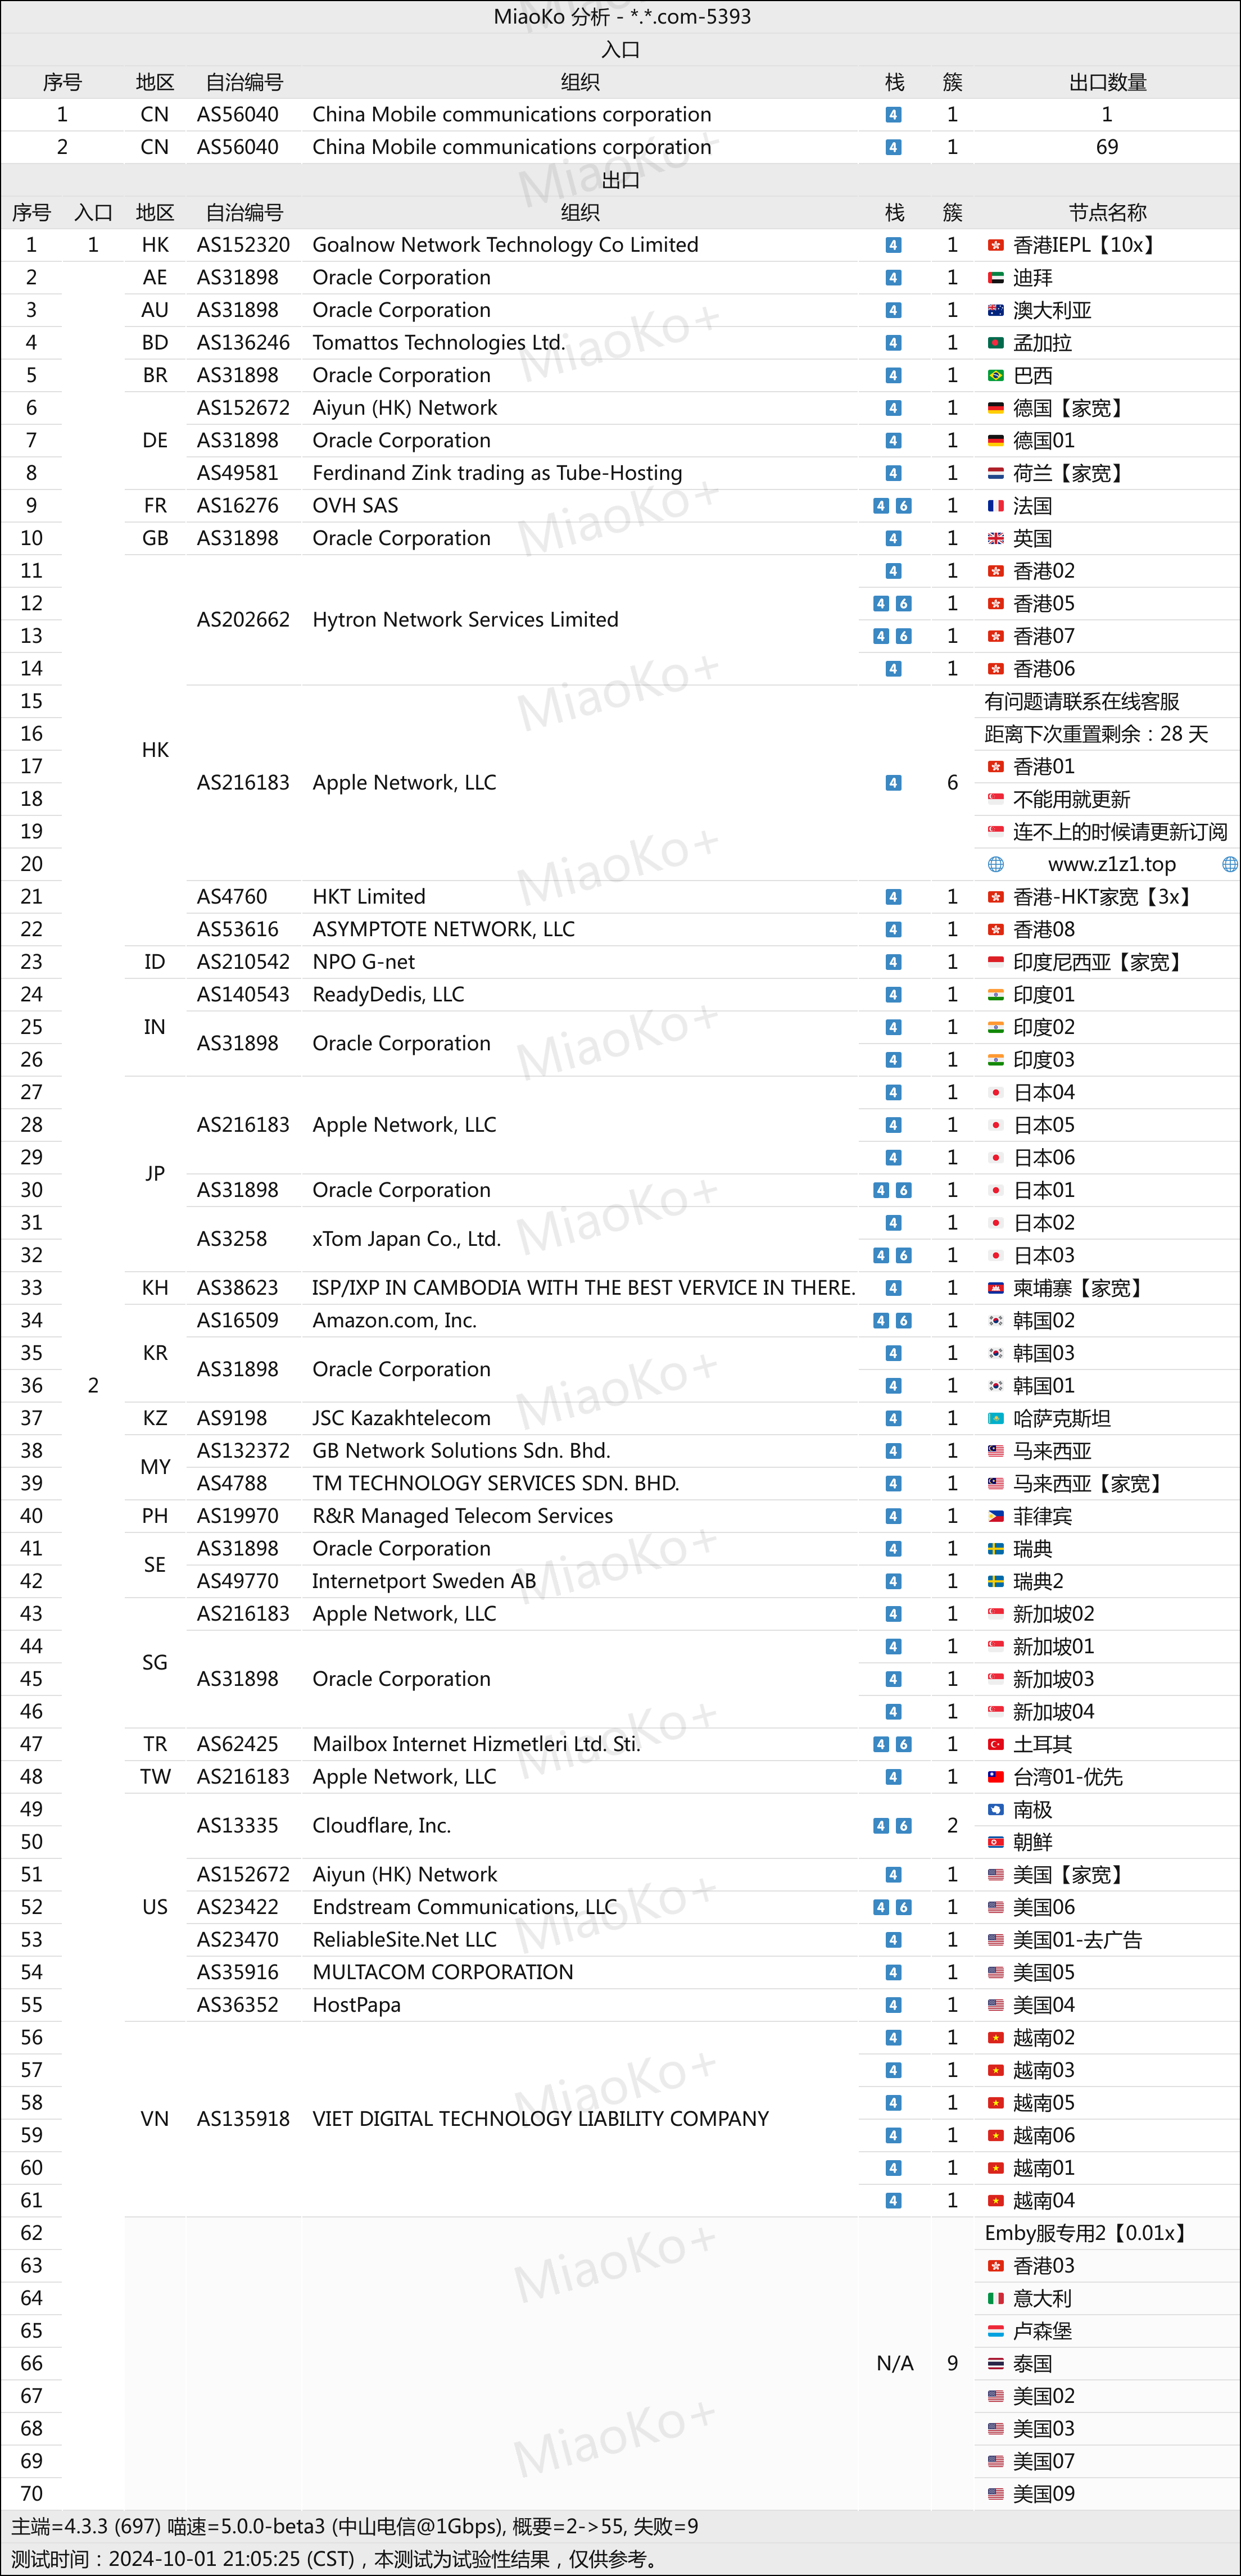 MiaoKo 分析 - *.*.com-5393
入口
序号 地区 自治编号 组织 栈 簇 出口数量
1 CN AS56040 China Mobile communications corporation 4 1 1
2 CN AS56040 China Mobile communications corporation 4 1 69
出口
序号 入口 地区 自治编号 组织 栈 簇 节点名称
1 1 HK AS152320 Goalnow Network Technology Co Limited 4 1 香港IEPL【10x】
2 AE AS31898 Oracle Corporation 4 1 迪拜
3 AU AS31898 Oracle Corporation 4 1 澳大利亚
4 BD AS136246 Tomattos Technologies Ltd. 4 1 孟加拉
5 BR AS31898 Oracle Corporation 4 1 巴西
6 AS152672 Aiyun (HK) Network 4 1 德国【家宽】
7 DE AS31898 Oracle Corporation 4 1 德国01
8 AS49581 Ferdinand Zink trading as Tube-Hosting 4 1 荷兰【家宽】
9 FR AS16276 OVH SAS 4 6 1 法国
10 GB AS31898 Oracle Corporation 4 1 英国
11 4 1 香港02
12 AS202662 Hytron Network Services Limited 4 6 1 香港05
13 4 6 1 香港07
14 4 1 香港06
15 有问题请联系在线客服
16 HK 距离下次重置剩余：28 天
17 AS216183 Apple Network, LLC 4 6 香港01
18 不能用就更新
19 连不上的时候请更新订阅
20 www.z1z1.top
21 AS4760 HKT Limited 4 1 香港-HKT家宽【3x】
22 AS53616 ASYMPTOTE NETWORK, LLC 4 1 香港08
23 ID AS210542 NPO G-net 4 1 印度尼西亚【家宽】
24 AS140543 ReadyDedis, LLC 4 1 印度01
25 IN AS31898 Oracle Corporation 4 1 印度02
26 4 1 印度03
27 4 1 日本04
28 AS216183 Apple Network, LLC 4 1 日本05
29 JP 4 1 日本06
30 AS31898 Oracle Corporation 4 6 1 日本01
31 AS3258 xTom Japan Co., Ltd. 4 1 日本02
32 4 6 1 日本03
33 KH AS38623 ISP/IXP IN CAMBODIA WITH THE BEST VERVICE IN THERE. 4 1 柬埔寨【家宽】
34 AS16509 Amazon.com, Inc. 4 6 1 韩国02
35 KR AS31898 Oracle Corporation 4 1 韩国03
36 2 4 1 韩国01
37 KZ AS9198 JSC Kazakhtelecom 4 1 哈萨克斯坦
38 MY AS132372 GB Network Solutions Sdn. Bhd. 4 1 马来西亚
39 AS4788 TM TECHNOLOGY SERVICES SDN. BHD. 4 1 马来西亚【家宽】
40 PH AS19970 R&R Managed Telecom Services 4 1 菲律宾
41 SE AS31898 Oracle Corporation 4 1 瑞典
42 AS49770 Internetport Sweden AB 4 1 瑞典2
43 AS216183 Apple Network, LLC 4 1 新加坡02
44 SG 4 1 新加坡01
45 AS31898 Oracle Corporation 4 1 新加坡03
46 4 1 新加坡04
47 TR AS62425 Mailbox Internet Hizmetleri Ltd. Sti. 4 6 1 土耳其
48 TW AS216183 Apple Network, LLC 4 1 台湾01-优先
49 AS13335 Cloudflare, Inc. 4 6 2 南极
50 朝鲜
51 AS152672 Aiyun (HK) Network 4 1 美国【家宽】
52 US AS23422 Endstream Communications, LLC 4 6 1 美国06
53 AS23470 ReliableSite.Net LLC 4 1 美国01-去广告
54 AS35916 MULTACOM CORPORATION 4 1 美国05
55 AS36352 HostPapa 4 1 美国04
56 4 1 越南02
57 4 1 越南03
58 VN AS135918 VIET DIGITAL TECHNOLOGY LIABILITY COMPANY 4 1 越南05
59 4 1 越南06
60 4 1 越南01
61 4 1 越南04
62 Emby服专用2【0.01x】
63 香港03
64 意大利
65 卢森堡
66 N/A 9 泰国
67 美国02
68 美国03
69 美国07
70 美国09
主端=4.3.3 (697) 喵速=5.0.0-beta3 (中山电信@1Gbps), 概要=2->55, 失败=9
测试时间：2024-10-01 21:05:25 (CST)，本测试为试验性结果，仅供参考。